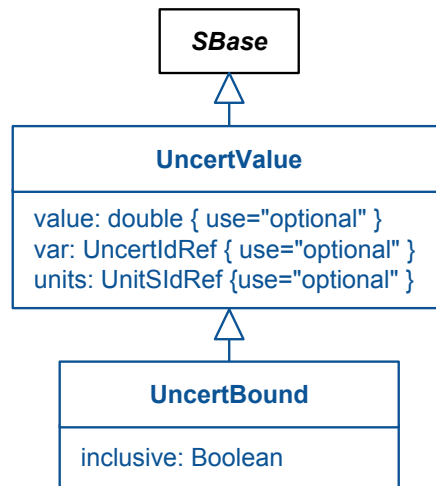 SBase
UncertValue
value: double { use="optional" }
var: UncertIdRef { use="optional" }
units: UnitSIdRef {use="optional" }
UncertBound
inclusive: Boolean